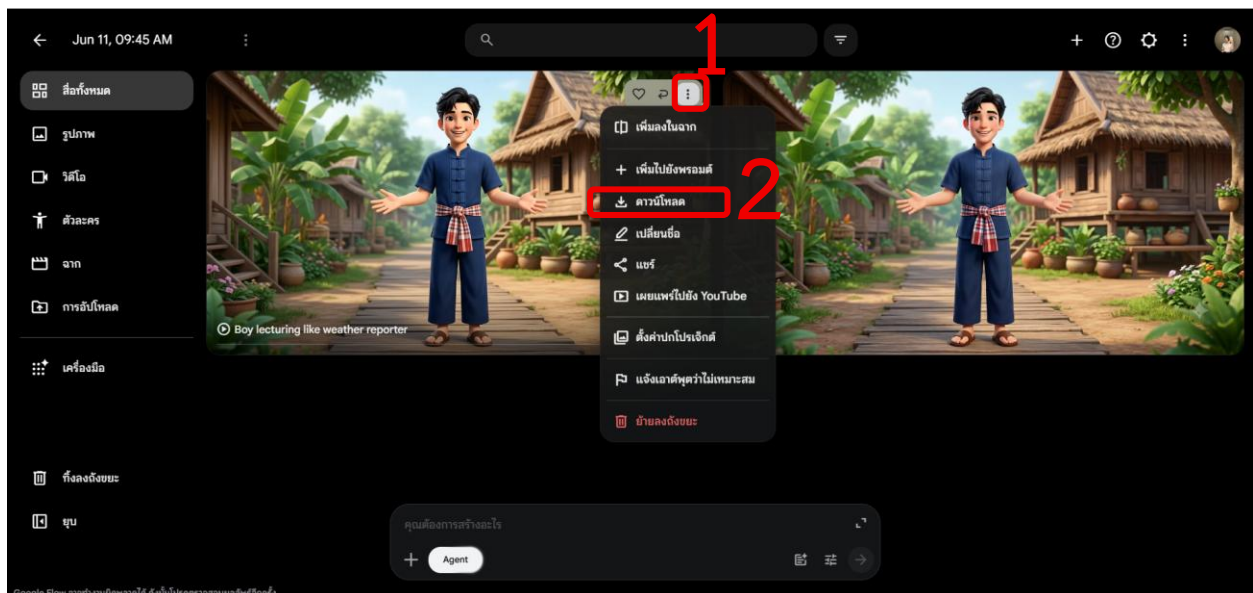 Jun 11, 09:45 AM
1
สื่อทั้งหมด
รูปภาพ
วิดีโอ
ตัวละคร
ฉาก
การอัปโหลด
เครื่องมือ
ทิ้งลงถังขยะ
ยุบ
Boy lecturing like weather reporter
เพิ่มลงในฉาก
เพิ่มไปยังพรอมต์
2
ดาวน์โหลด
เปลี่ยนชื่อ
แชร์
เผยแพร่ไปยัง YouTube
ตั้งค่าปกโปรเจ็กต์
แจ้งเอาต์พุตว่าไม่เหมาะสม
ย้ายลงถังขยะ
คุณต้องการสร้างอะไร
Agent